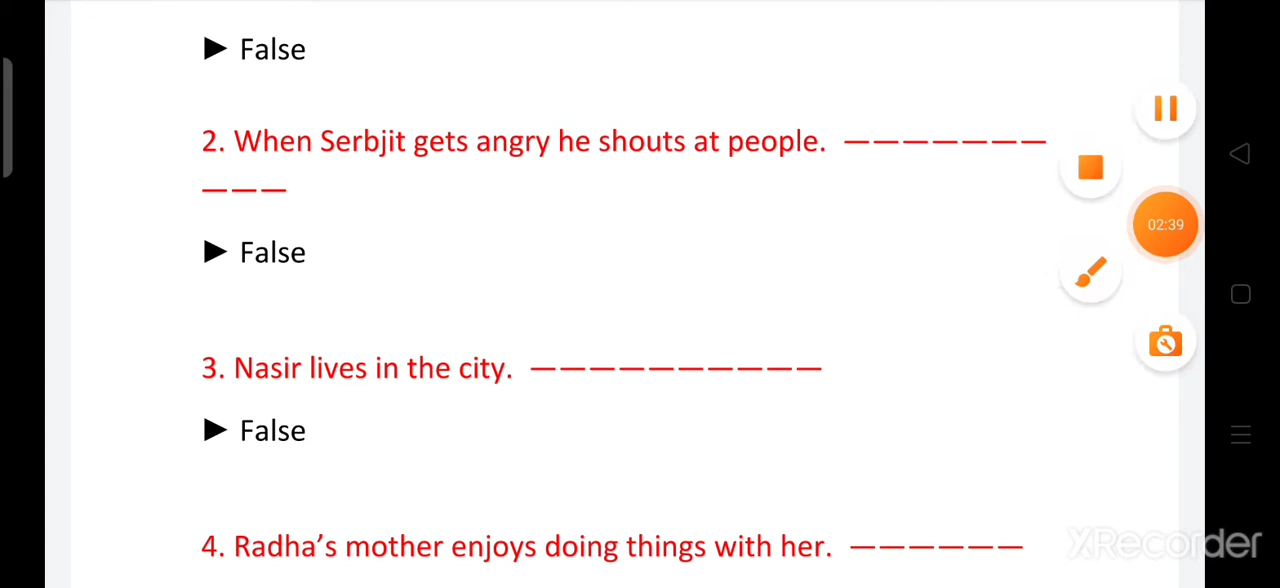 ► False
2. When Serbjit gets angry he shouts at people. ———————
———
► False
3. Nasir lives in the city. ——————————
► False
4. Radha’s mother enjoys doing things with her. ——————
02:39
XRecorder